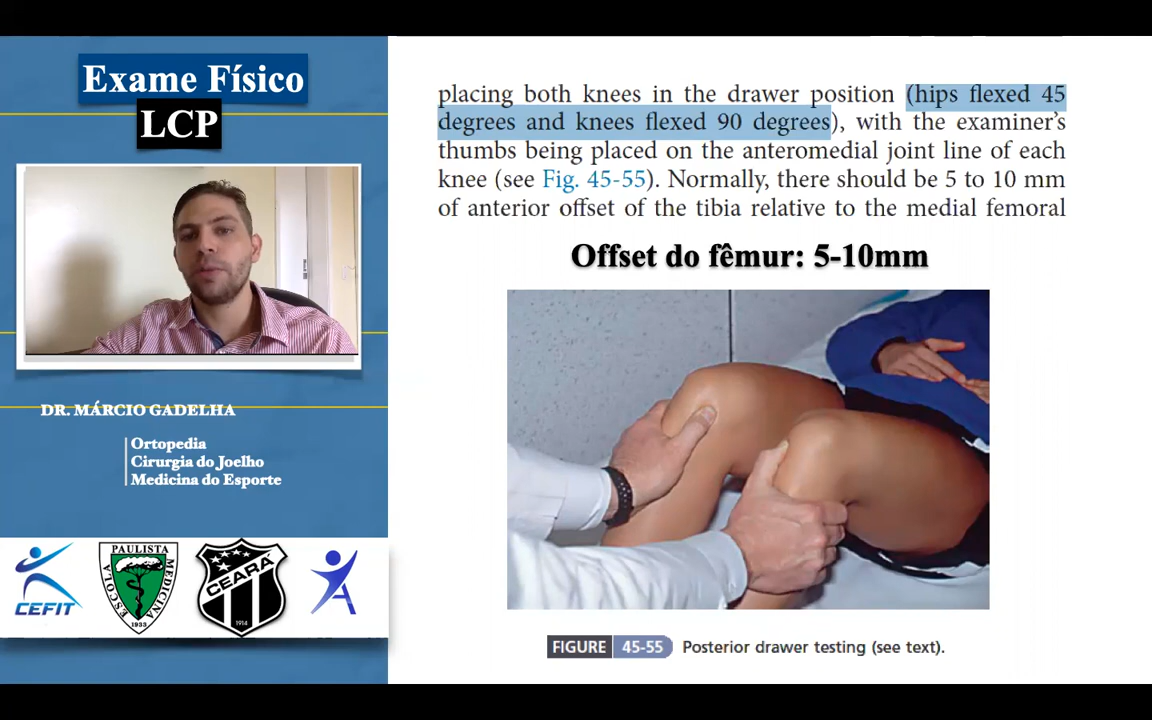 Exame Físico
LCP
DR. MÁRCIO GADELHA
Ortopedia
Cirurgia do Joelho
Medicina do Esporte
CEFIT
PAULISTA
ESCOLA
MEDICINA
1933
CEARÁ
1914
placing both knees in the drawer position (hips flexed 45
degrees and knees flexed 90 degrees), with the examiner's
thumbs being placed on the anteromedial joint line of each
knee (see Fig. 45-55). Normally, there should be 5 to 10 mm
of anterior offset of the tibia relative to the medial femoral
Offset do fêmur: 5-10mm
FIGURE 45-55 Posterior drawer testing (see text).